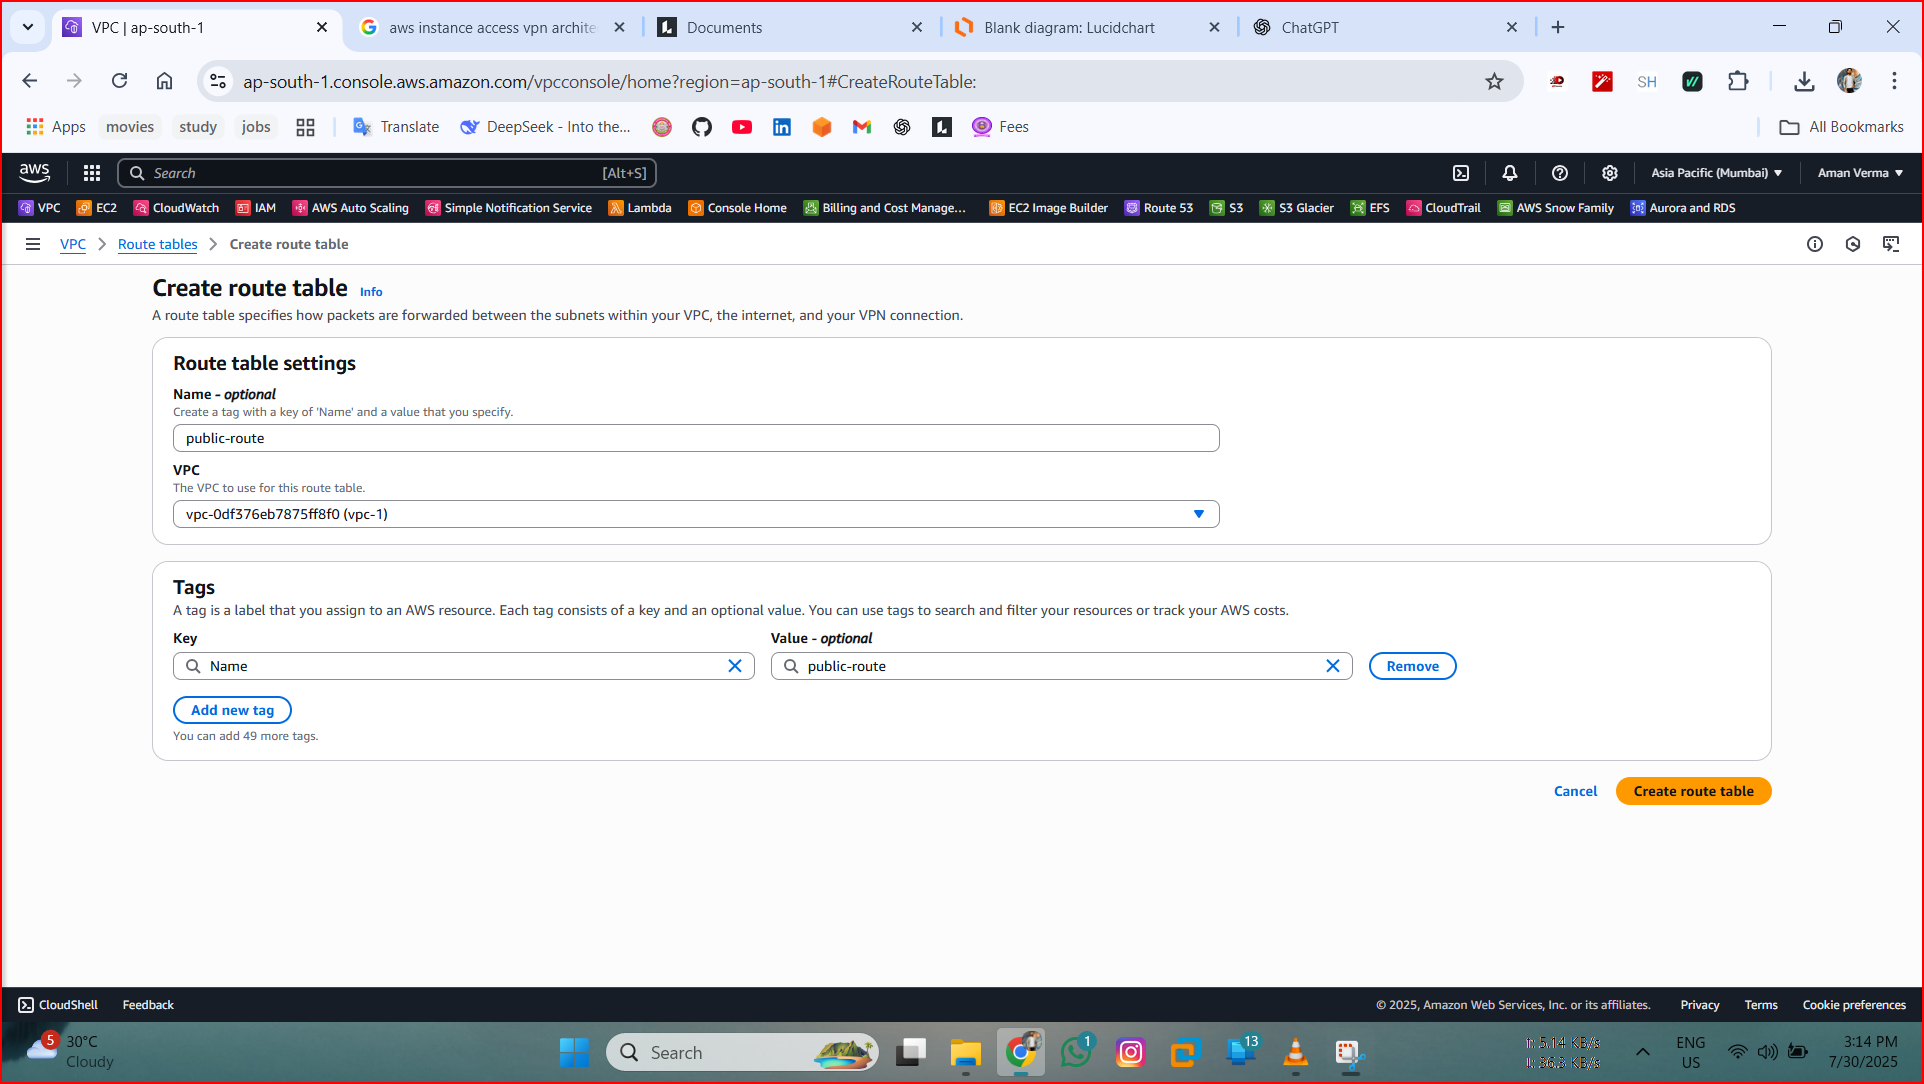 VPC | ap-south-1
aws instance access vpn archite
Documents
Blank diagram: Lucidchart
ChatGPT
ap-south-1.console.aws.amazon.com/vpcconsole/home?region=ap-south-1#CreateRouteTable:
SH
Apps
movies
study
jobs
Translate
DeepSeek - Into the...
Fees
All Bookmarks
aws
Search
[Alt+S]
Asia Pacific (Mumbai)
Aman Verma
VPC
EC2
CloudWatch
IAM
AWS Auto Scaling
Simple Notification Service
Lambda
Console Home
Billing and Cost Manage...
EC2 Image Builder
Route 53
S3
S3 Glacier
EFS
CloudTrail
AWS Snow Family
Aurora and RDS
VPC > Route tables > Create route table
Create route table Info
A route table specifies how packets are forwarded between the subnets within your VPC, the internet, and your VPN connection.
Route table settings
Name - optional
Create a tag with a key of 'Name' and a value that you specify.
public-route
VPC
The VPC to use for this route table.
vpc-0df376eb7875ff8f0 (vpc-1)
Tags
A tag is a label that you assign to an AWS resource. Each tag consists of a key and an optional value. You can use tags to search and filter your resources or track your AWS costs.
Key
Value - optional
Name
public-route
Remove
Add new tag
You can add 49 more tags.
Cancel
Create route table
CloudShell
Feedback
© 2025, Amazon Web Services, Inc. or its affiliates.
Privacy
Terms
Cookie preferences
5
30°C
Cloudy
Search
1
13
5.14 KB/s
36.3 KB/s
ENG
US
3:14 PM
7/30/2025